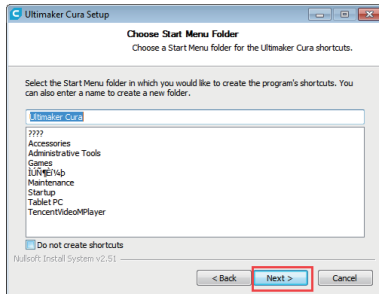 Ultimaker Cura Setup
Choose Start Menu Folder
Choose a Start Menu folder for the Ultimaker Cura shortcuts.
Select the Start Menu folder in which you would like to create the program's shortcuts. You
can also enter a name to create a new folder.
Ultimaker Cura
????
Accessories
Administrative Tools
Games
Maintenance
Startup
Tablet PC
TencentVideoMPlayer
Do not create shortcuts
Nullsoft Install System v2.51
< Back
Next >
Cancel